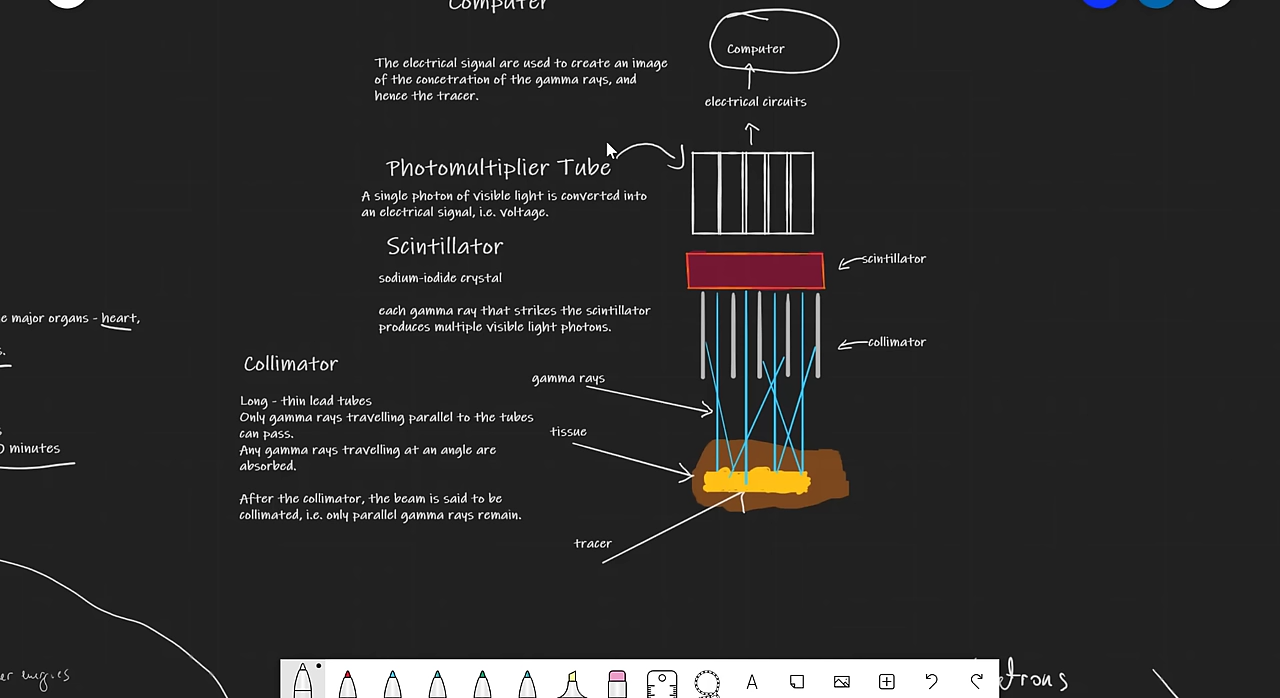 Computer
The electrical signal are used to create an image
of the concetration of the gamma rays, and
hence the tracer.
Computer
electrical circuits
Photomultiplier Tube
A single photon of visible light is converted into
an electrical signal, i.e. voltage.
Scintillator
sodium-iodide crystal
each gamma ray that strikes the scintillator
produces multiple visible light photons.
scintillator
collimator
e major organs - heart,
s.
minutes
Collimator
Long - thin lead tubes
Only gamma rays travelling parallel to the tubes
can pass.
Any gamma rays travelling at an angle are
absorbed.
After the collimator, the beam is said to be
collimated, i.e. only parallel gamma rays remain.
gamma rays
tissue
tracer
trons
A